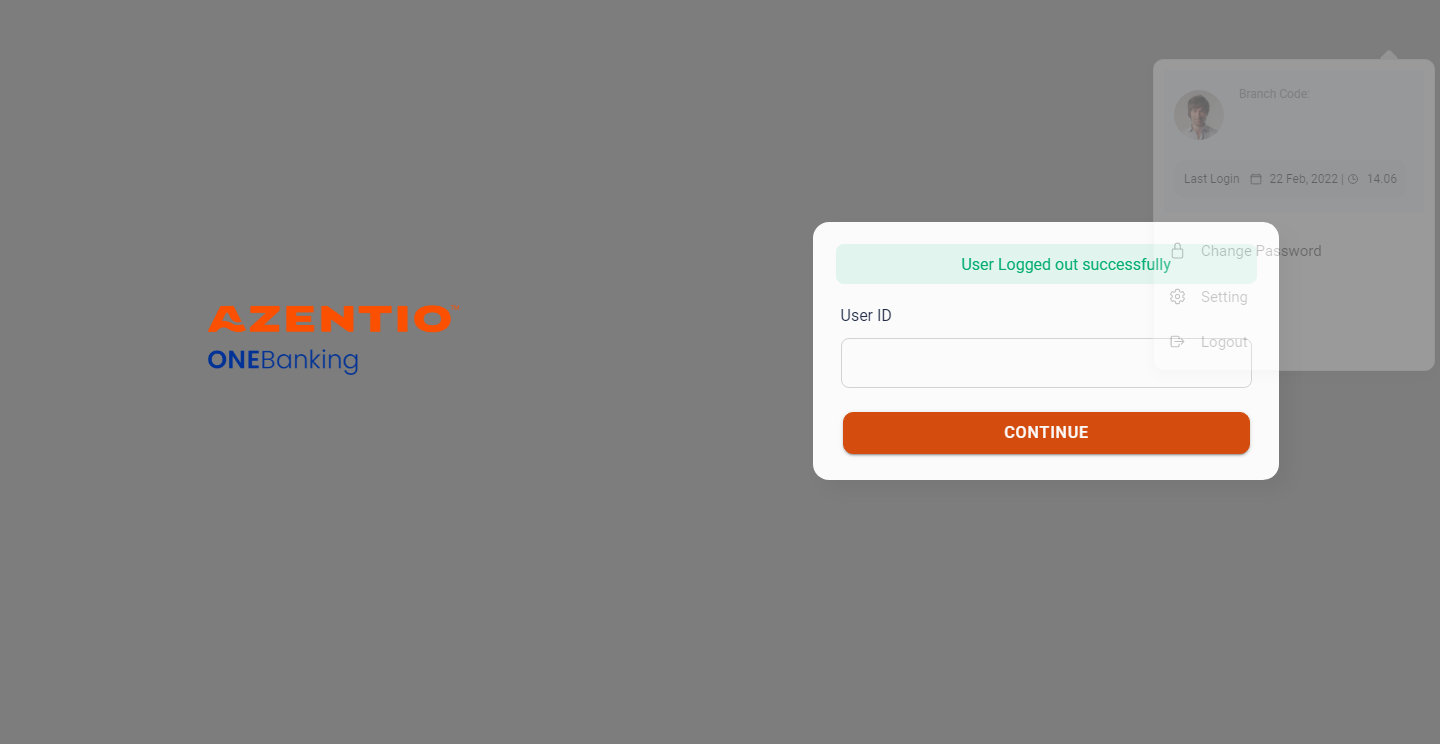 AZENTIO
ONEBanking
User Logged out successfully
User ID
CONTINUE
Branch Code:
Last Login 22 Feb, 2022 | 14.06
Change Password
Setting
Logout